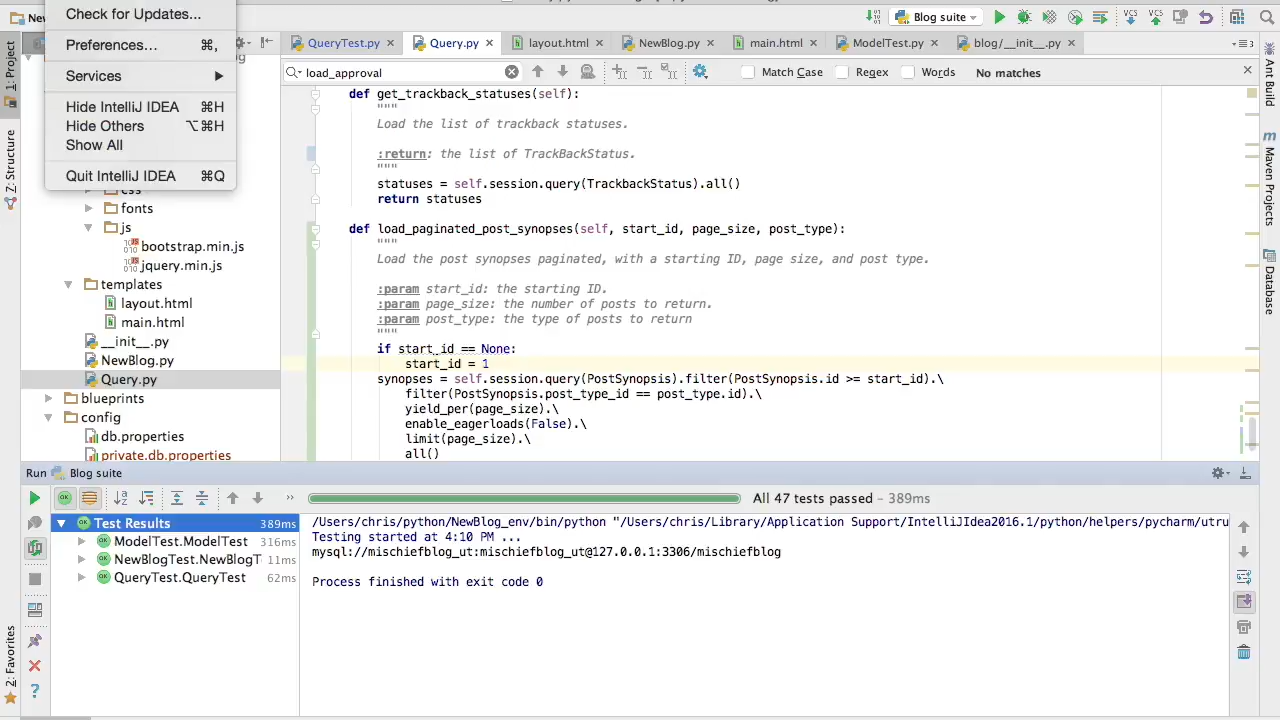 Check for Updates...
Preferences… ⌘,
Services
Hide IntelliJ IDEA ⌘H
Hide Others ⌥⌘H
Show All
Quit IntelliJ IDEA ⌘Q
Blog suite
QueryTest.py
Query.py
layout.html
NewBlog.py
main.html
ModelTest.py
blog/__init__.py
load_approval
Match Case
Regex
Words
No matches
1: Project
Z: Structure
2: Favorites
Ant Build
Maven Projects
Database
fonts
js
bootstrap.min.js
jquery.min.js
templates
layout.html
main.html
__init__.py
NewBlog.py
Query.py
blueprints
config
db.properties
private.db.properties
def get_trackback_statuses(self):
"""
Load the list of trackback statuses.
:return: the list of TrackBackStatus.
"""
statuses = self.session.query(TrackbackStatus).all()
return statuses
def load_paginated_post_synopses(self, start_id, page_size, post_type):
"""
Load the post synopses paginated, with a starting ID, page size, and post type.
:param start_id: the starting ID.
:param page_size: the number of posts to return.
:param post_type: the type of posts to return
"""
if start_id == None:
start_id = 1
synopses = self.session.query(PostSynopsis).filter(PostSynopsis.id >= start_id).\
filter(PostSynopsis.post_type_id == post_type.id).\
yield_per(page_size).\
enable_eagerloads(False).\
limit(page_size).\
all()
Run Blog suite
All 47 tests passed – 389ms
Test Results 389ms
ModelTest.ModelTest 316ms
NewBlogTest.NewBlogT 11ms
QueryTest.QueryTest 62ms
/Users/chris/python/NewBlog_env/bin/python "/Users/chris/Library/Application Support/IntelliJIdea2016.1/python/helpers/pycharm/utru
Testing started at 4:10 PM ...
mysql://mischiefblog_ut:mischiefblog_ut@127.0.0.1:3306/mischiefblog
Process finished with exit code 0